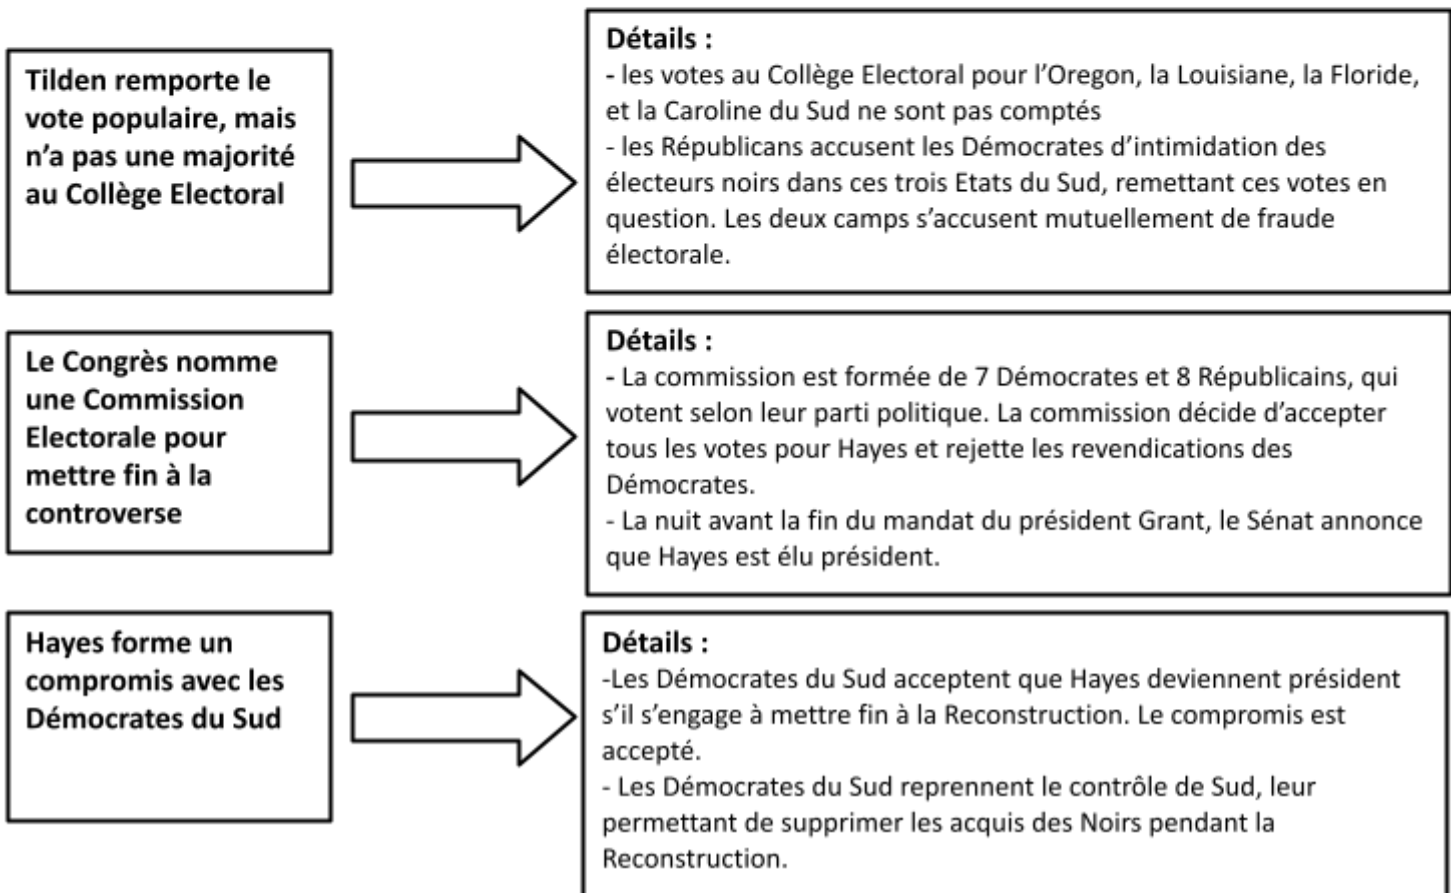 Tilden remporte le
vote populaire, mais
n'a pas une majorité
au Collège Electoral
Détails :
- les votes au Collège Electoral pour l'Oregon, la Louisiane, la Floride,
et la Caroline du Sud ne sont pas comptés
- les Républicans accusent les Démocrates d'intimidation des
électeurs noirs dans ces trois Etats du Sud, remettant ces votes en
question. Les deux camps s'accusent mutuellement de fraude
électorale.
Le Congrès nomme
une Commission
Electorale pour
mettre fin à la
controverse
Détails :
- La commission est formée de 7 Démocrates et 8 Républicains, qui
votent selon leur parti politique. La commission décide d'accepter
tous les votes pour Hayes et rejette les revendications des
Démocrates.
- La nuit avant la fin du mandat du président Grant, le Sénat annonce
que Hayes est élu président.
Hayes forme un
compromis avec les
Démocrates du Sud
Détails :
-Les Démocrates du Sud acceptent que Hayes deviennent président
s'il s'engage à mettre fin à la Reconstruction. Le compromis est
accepté.
- Les Démocrates du Sud reprennent le contrôle de Sud, leur
permettant de supprimer les acquis des Noirs pendant la
Reconstruction.